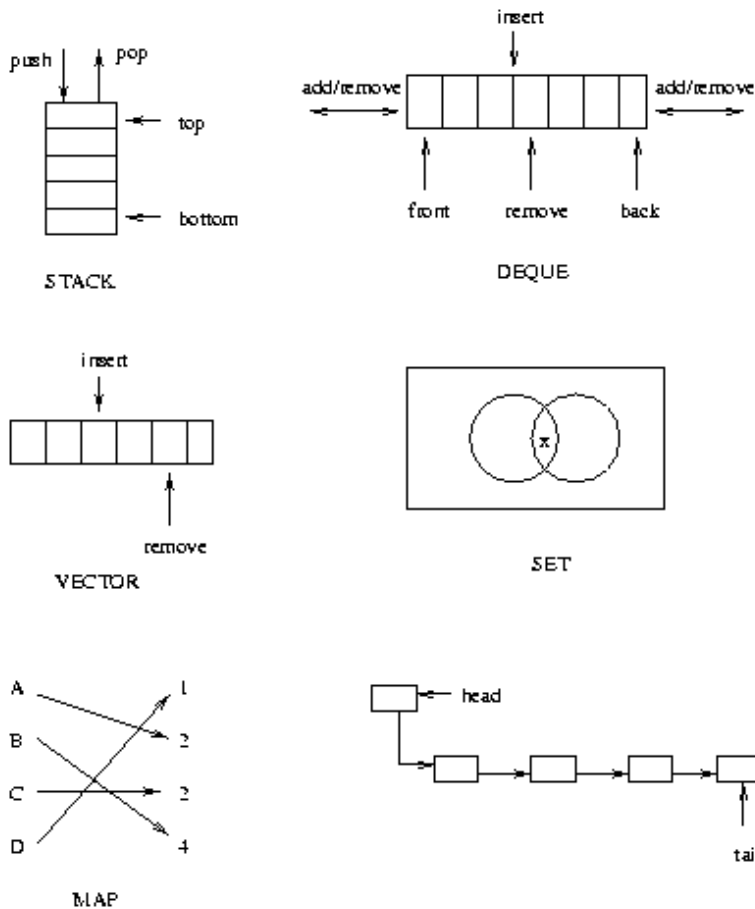 push
pop
top
bottom
STACK
insert
add/remove
add/remove
front
remove
back
DEQUE
insert
remove
VECTOR
x
SET
A
1
B
2
C
2
D
4
MAP
head
tai